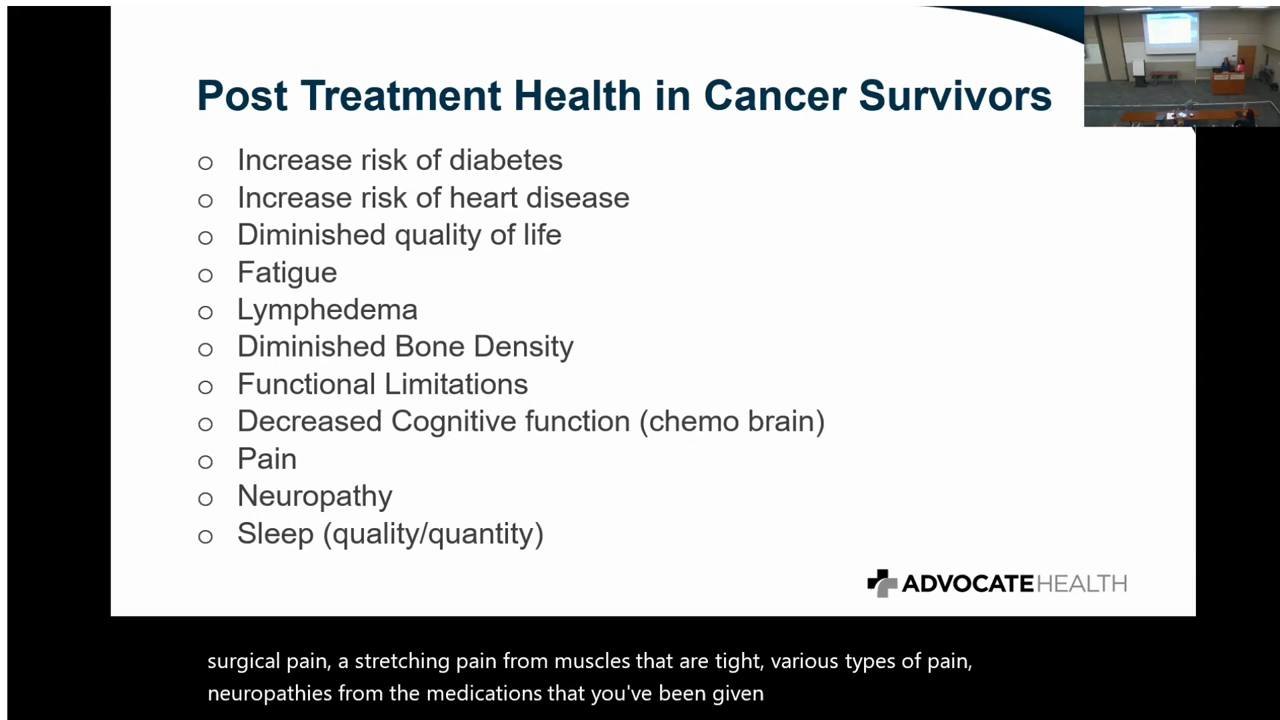 Post Treatment Health in Cancer Survivors
o Increase risk of diabetes
o Increase risk of heart disease
o Diminished quality of life
o Fatigue
o Lymphedema
o Diminished Bone Density
o Functional Limitations
o Decreased Cognitive function (chemo brain)
o Pain
o Neuropathy
o Sleep (quality/quantity)
ADVOCATEHEALTH
surgical pain, a stretching pain from muscles that are tight, various types of pain,
neuropathies from the medications that you've been given